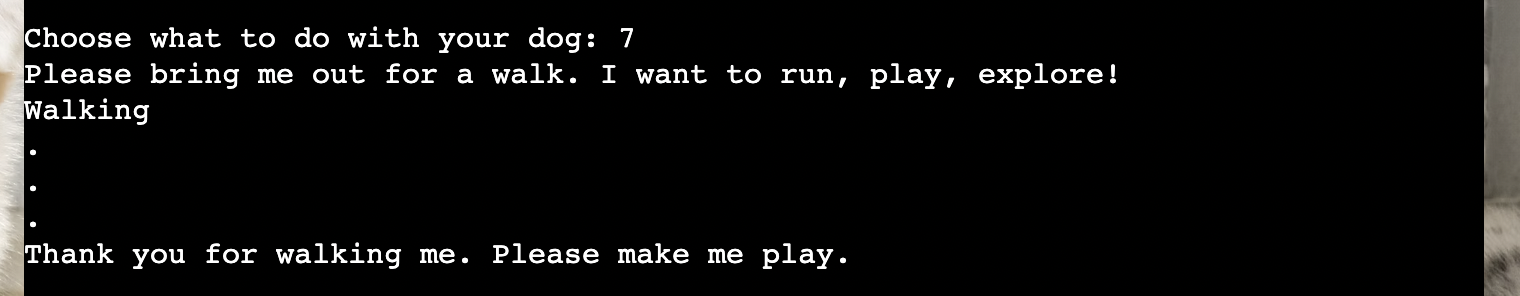 Choose what to do with your dog: 7
Please bring me out for a walk. I want to run, play, explore!
Walking
.
.
.
Thank you for walking me. Please make me play.